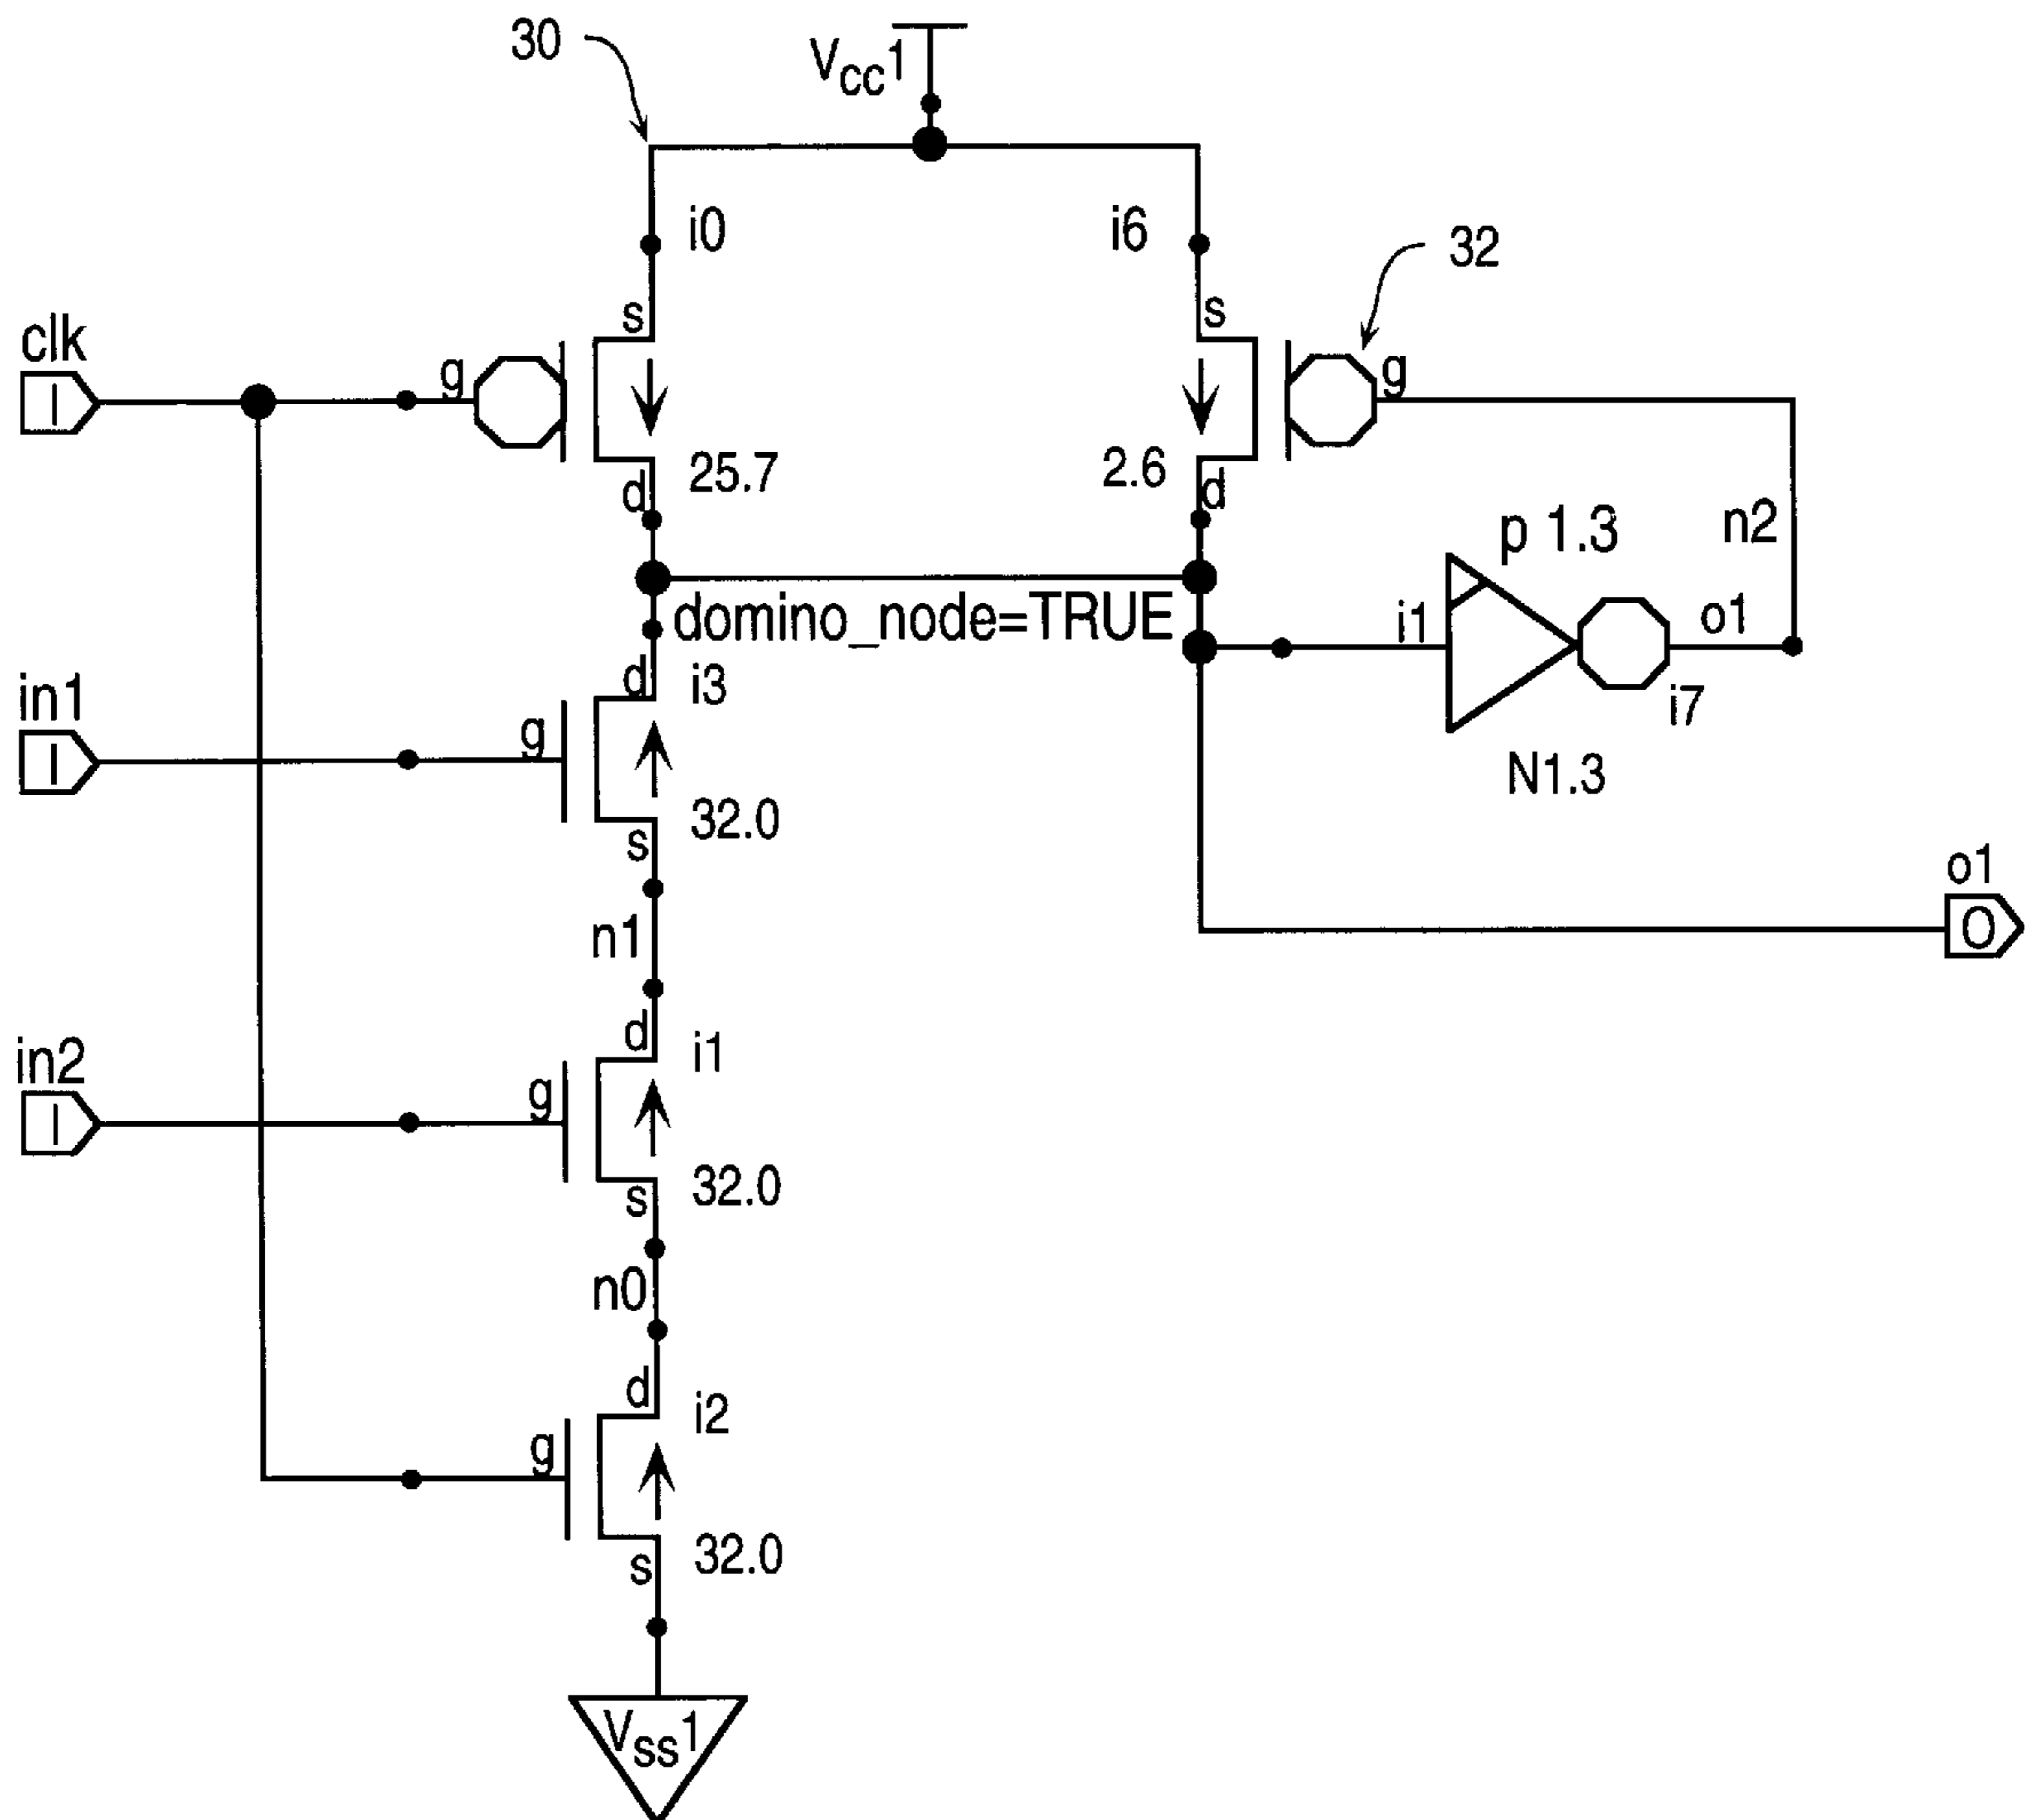 30
Vcc1
i0
i6
32
s
s
clk
I
g
g
25.7
2.6
d
d
p 1.3
n2
domino_node=TRUE
i1
o1
i7
in1
I
d
i3
g
N1.3
32.0
s
o1
O
n1
in2
I
d
i1
g
32.0
s
n0
d
i2
g
32.0
s
Vss1